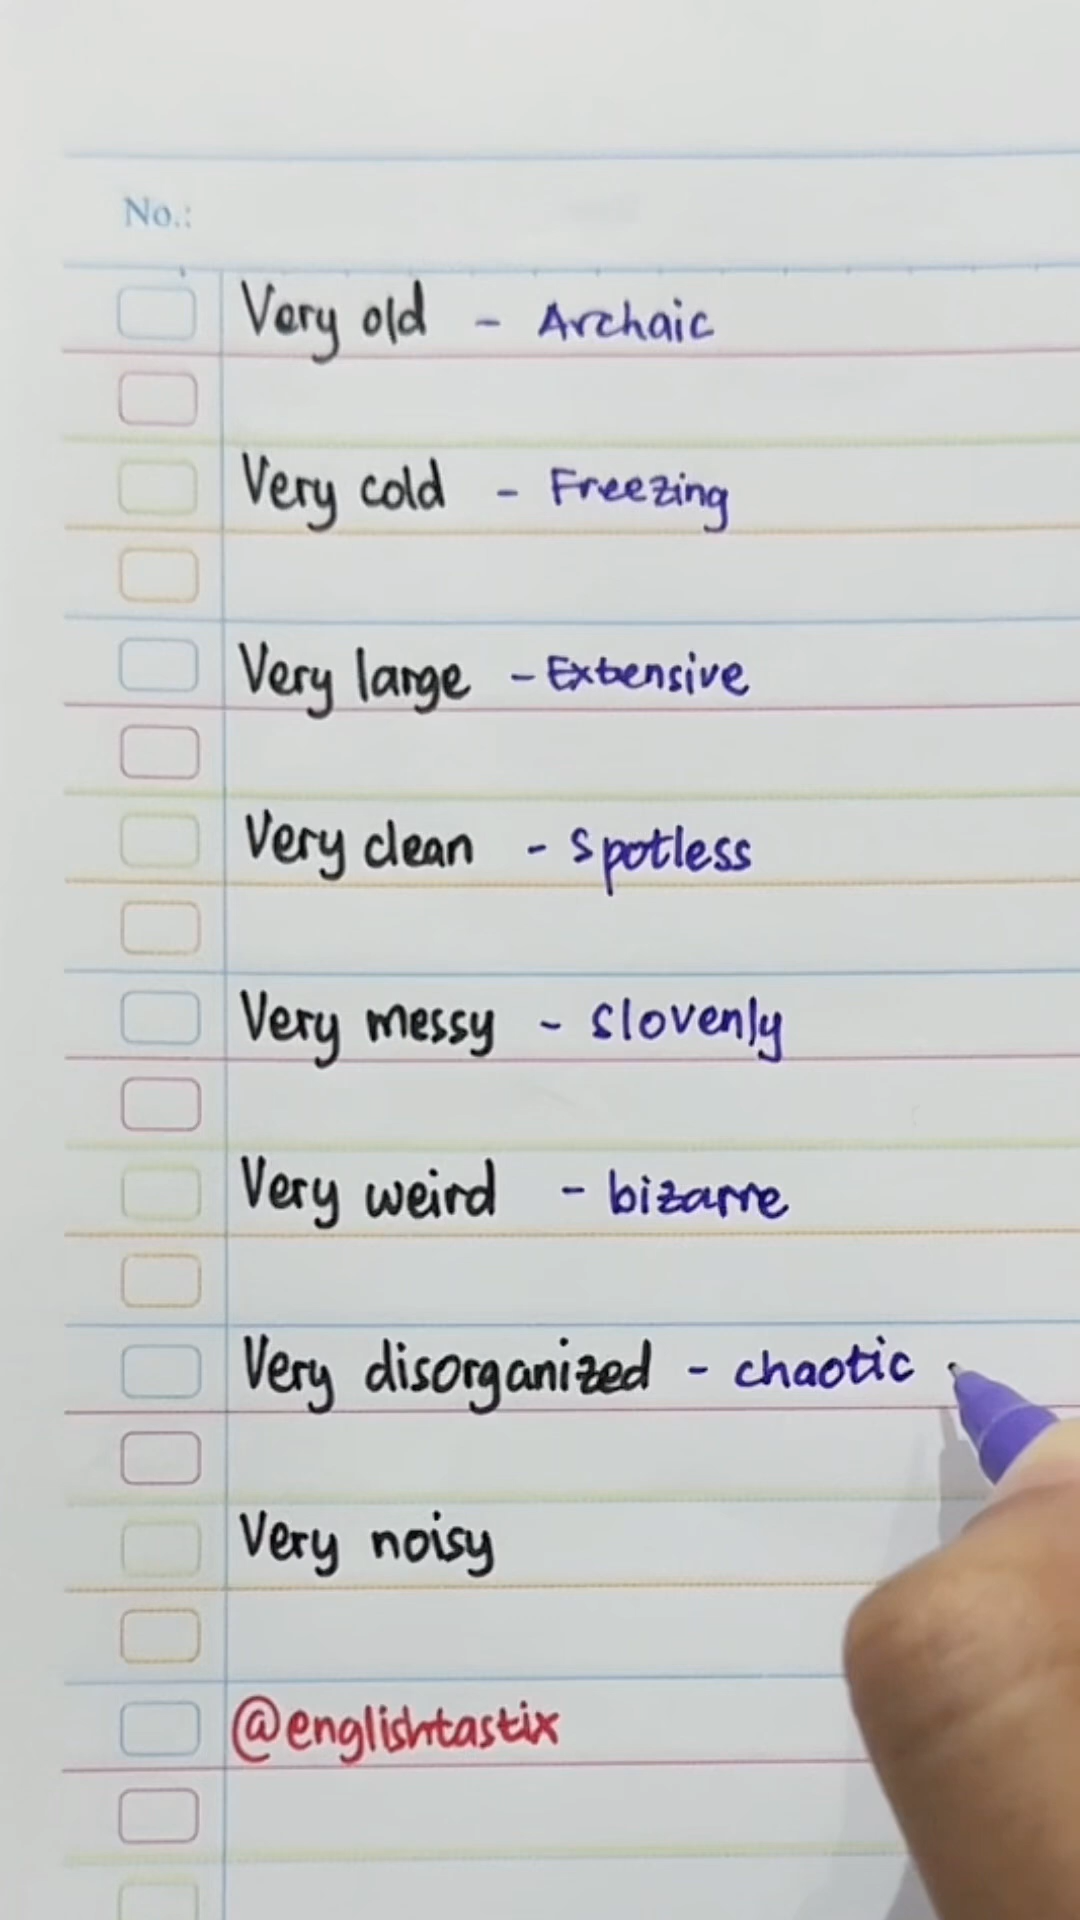 No.:
Very old - Archaic
Very cold - Freezing
Very large - Extensive
Very clean - Spotless
Very messy - Slovenly
Very weird - bizarre
Very disorganized - chaotic
Very noisy
@englishtastix